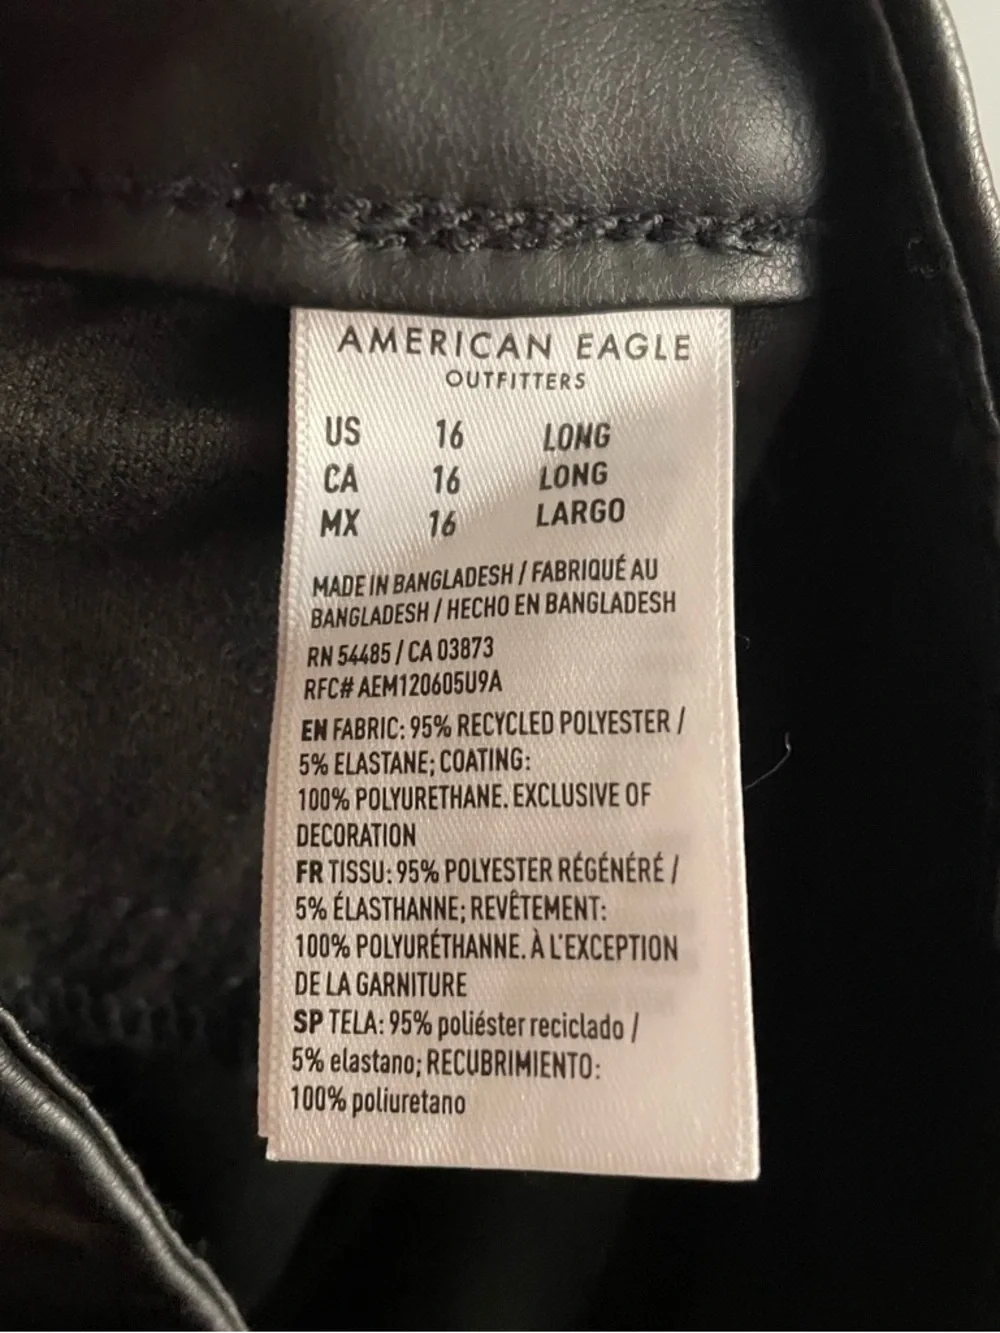 AMERICAN EAGLE
OUTFITTERS
US 16 LONG
CA 16 LONG
MX 16 LARGO
MADE IN BANGLADESH / FABRIQUÉ AU
BANGLADESH / HECHO EN BANGLADESH
RN 54485 / CA 03873
RFC# AEM120605U9A
EN FABRIC: 95% RECYCLED POLYESTER /
5% ELASTANE; COATING:
100% POLYURETHANE. EXCLUSIVE OF
DECORATION
FR TISSU: 95% POLYESTER RÉGÉNÉRÉ /
5% ÉLASTHANNE; REVÊTEMENT:
100% POLYURÉTHANNE. À L'EXCEPTION
DE LA GARNITURE
SP TELA: 95% poliéster reciclado /
5% elastano; RECUBRIMIENTO:
100% poliuretano